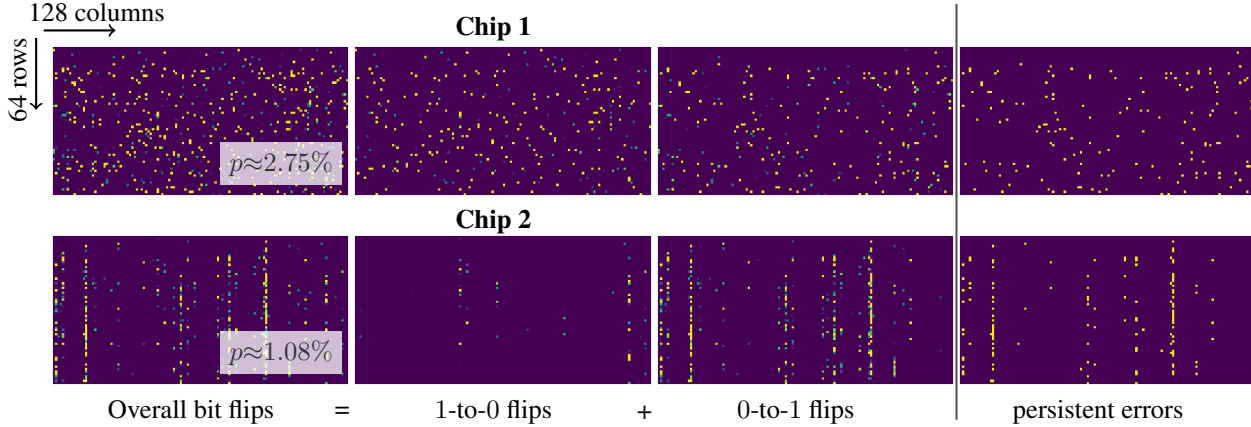 128 columns
64 rows
Chip 1
p≈2.75%
Chip 2
p≈1.08%
Overall bit flips = 1-to-0 flips + 0-to-1 flips persistent errors